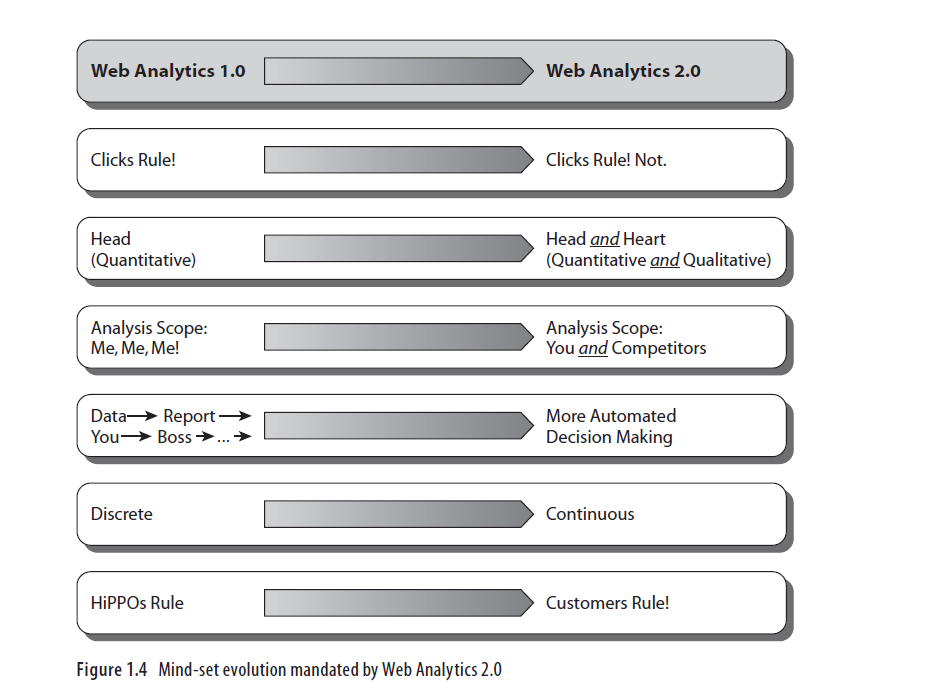 Web Analytics 1.0 Web Analytics 2.0
Clicks Rule! Clicks Rule! Not.
Head
(Quantitative)
Head and Heart
(Quantitative and Qualitative)
Analysis Scope:
Me, Me, Me!
Analysis Scope:
You and Competitors
Data Report
You Boss ...
More Automated
Decision Making
Discrete Continuous
HiPPOs Rule Customers Rule!
Figure 1.4 Mind-set evolution mandated by Web Analytics 2.0